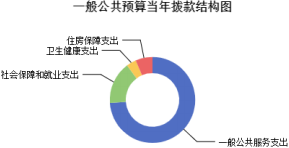 一般公共预算当年拨款结构图
住房保障支出
卫生健康支出
社会保障和就业支出
一般公共服务支出